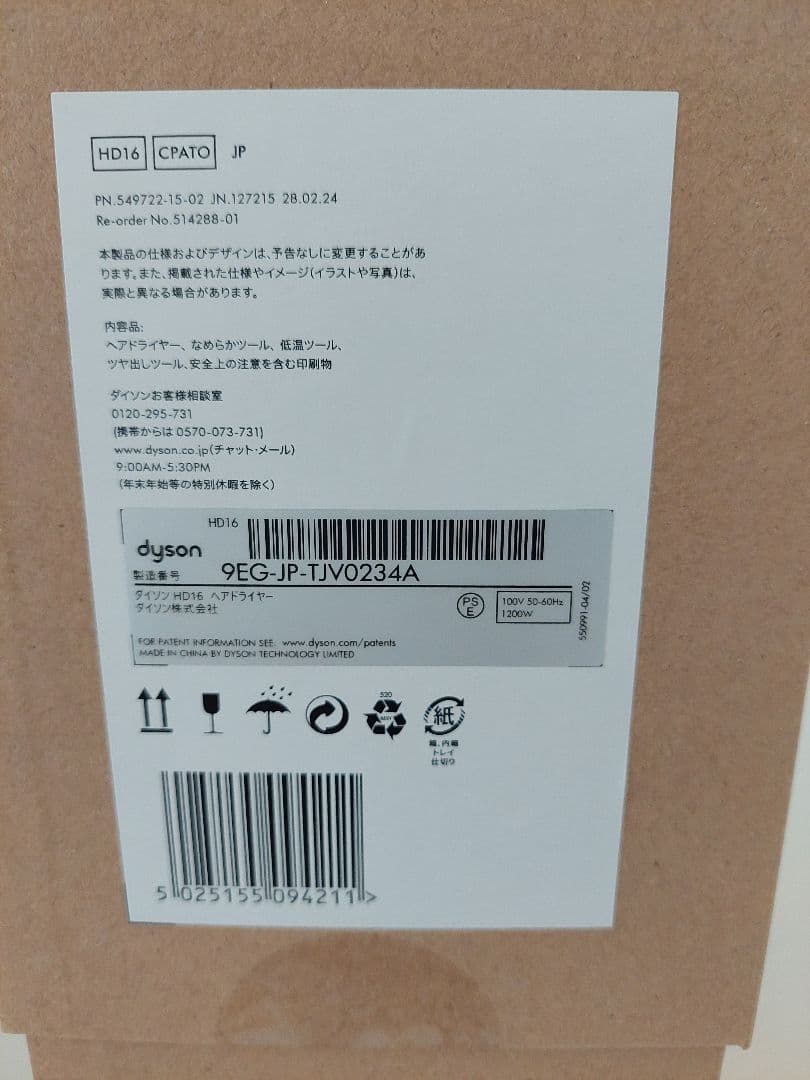 HD16 CPATO JP
PN.549722-15-02 JN.127215 28.02.24
Re-order No.514288-01
本製品の仕様およびデザインは、予告なしに変更することがあ
ります。また、掲載された仕様やイメージ(イラストや写真)は、
実際と異なる場合があります。
内容品:
ヘアドライヤー、なめらかツール、低温ツール、
ツヤ出しツール、安全上の注意を含む印刷物
ダイソンお客様相談室
0120-295-731
(携帯からは 0570-073-731)
www.dyson.co.jp(チャット・メール)
9:00AM-5:30PM
(年末年始等の特別休暇を除く)
HD16
dyson
製造番号 9EG-JP-TJV0234A
ダイソン HD16 ヘアドライヤー
ダイソン株式会社
PS
E
100V 50-60Hz
1200W
550991-04/02
FOR PATENT INFORMATION SEE: www.dyson.com/patents
MADE IN CHINA BY DYSON TECHNOLOGY LIMITED
520
紙
箱、内箱
トレイ
仕切り
5 025155 094211 >